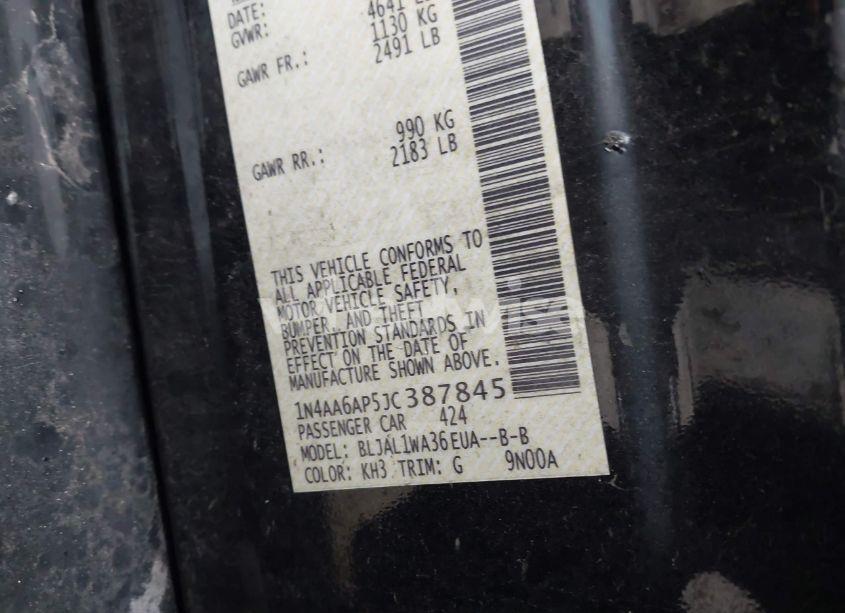 DATE: 4641
GVWR: 1130 KG
GAWR FR.: 2491 LB
990 KG
GAWR RR.: 2183 LB
THIS VEHICLE CONFORMS TO
ALL APPLICABLE FEDERAL
MOTOR VEHICLE SAFETY,
BUMPER, AND THEFT
PREVENTION STANDARDS IN
EFFECT ON THE DATE OF
MANUFACTURE SHOWN ABOVE.
1N4AA6AP5JC387845
PASSENGER CAR 424
MODEL: BLJAL1WA36EUA--B-B
COLOR: KH3 TRIM: G 9N00A